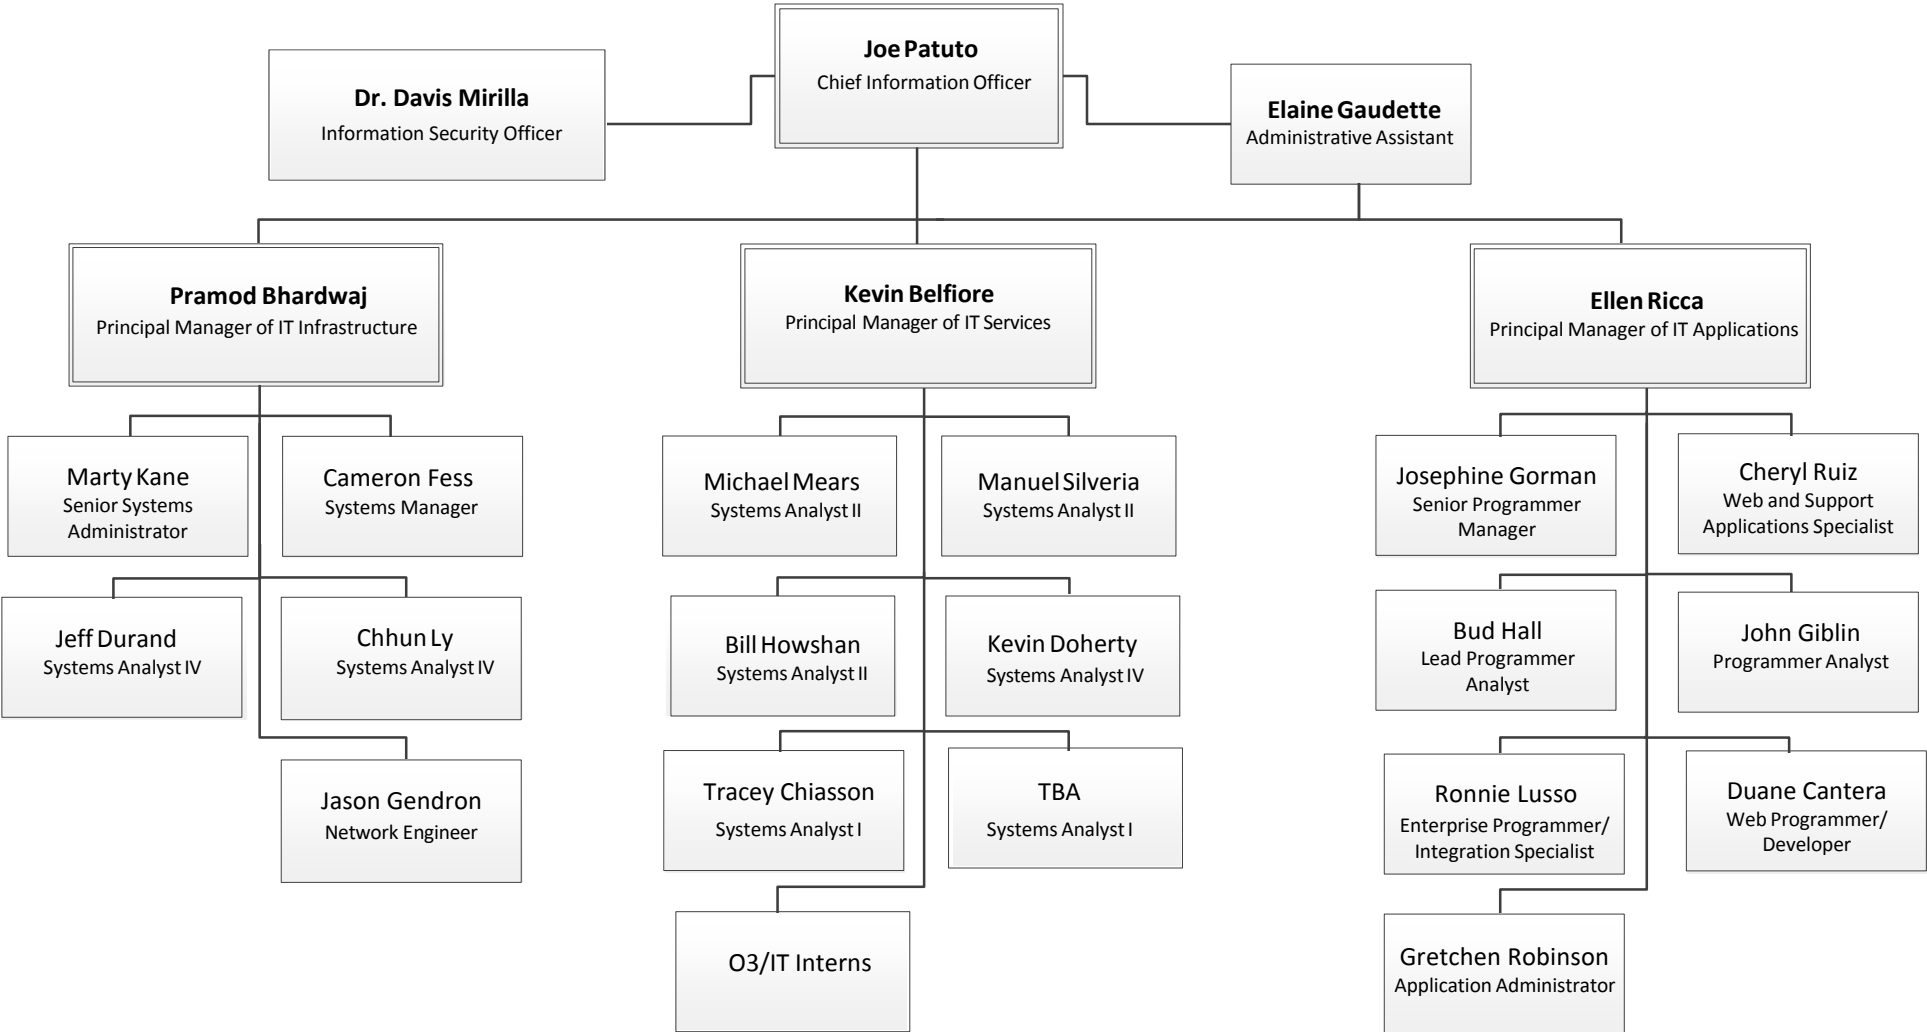 Joe Patuto
Chief Information Officer
Dr. Davis Mirilla
Information Security Officer
Elaine Gaudette
Administrative Assistant
Pramod Bhardwaj
Principal Manager of IT Infrastructure
Kevin Belfiore
Principal Manager of IT Services
Ellen Ricca
Principal Manager of IT Applications
Marty Kane
Senior Systems
Administrator
Cameron Fess
Systems Manager
Jeff Durand
Systems Analyst IV
Chhun Ly
Systems Analyst IV
Jason Gendron
Network Engineer
Michael Mears
Systems Analyst II
Manuel Silveria
Systems Analyst II
Bill Howshan
Systems Analyst II
Kevin Doherty
Systems Analyst IV
Tracey Chiasson
Systems Analyst I
TBA
Systems Analyst I
O3/IT Interns
Josephine Gorman
Senior Programmer
Manager
Cheryl Ruiz
Web and Support
Applications Specialist
Bud Hall
Lead Programmer
Analyst
John Giblin
Programmer Analyst
Ronnie Lusso
Enterprise Programmer/
Integration Specialist
Duane Cantera
Web Programmer/
Developer
Gretchen Robinson
Application Administrator